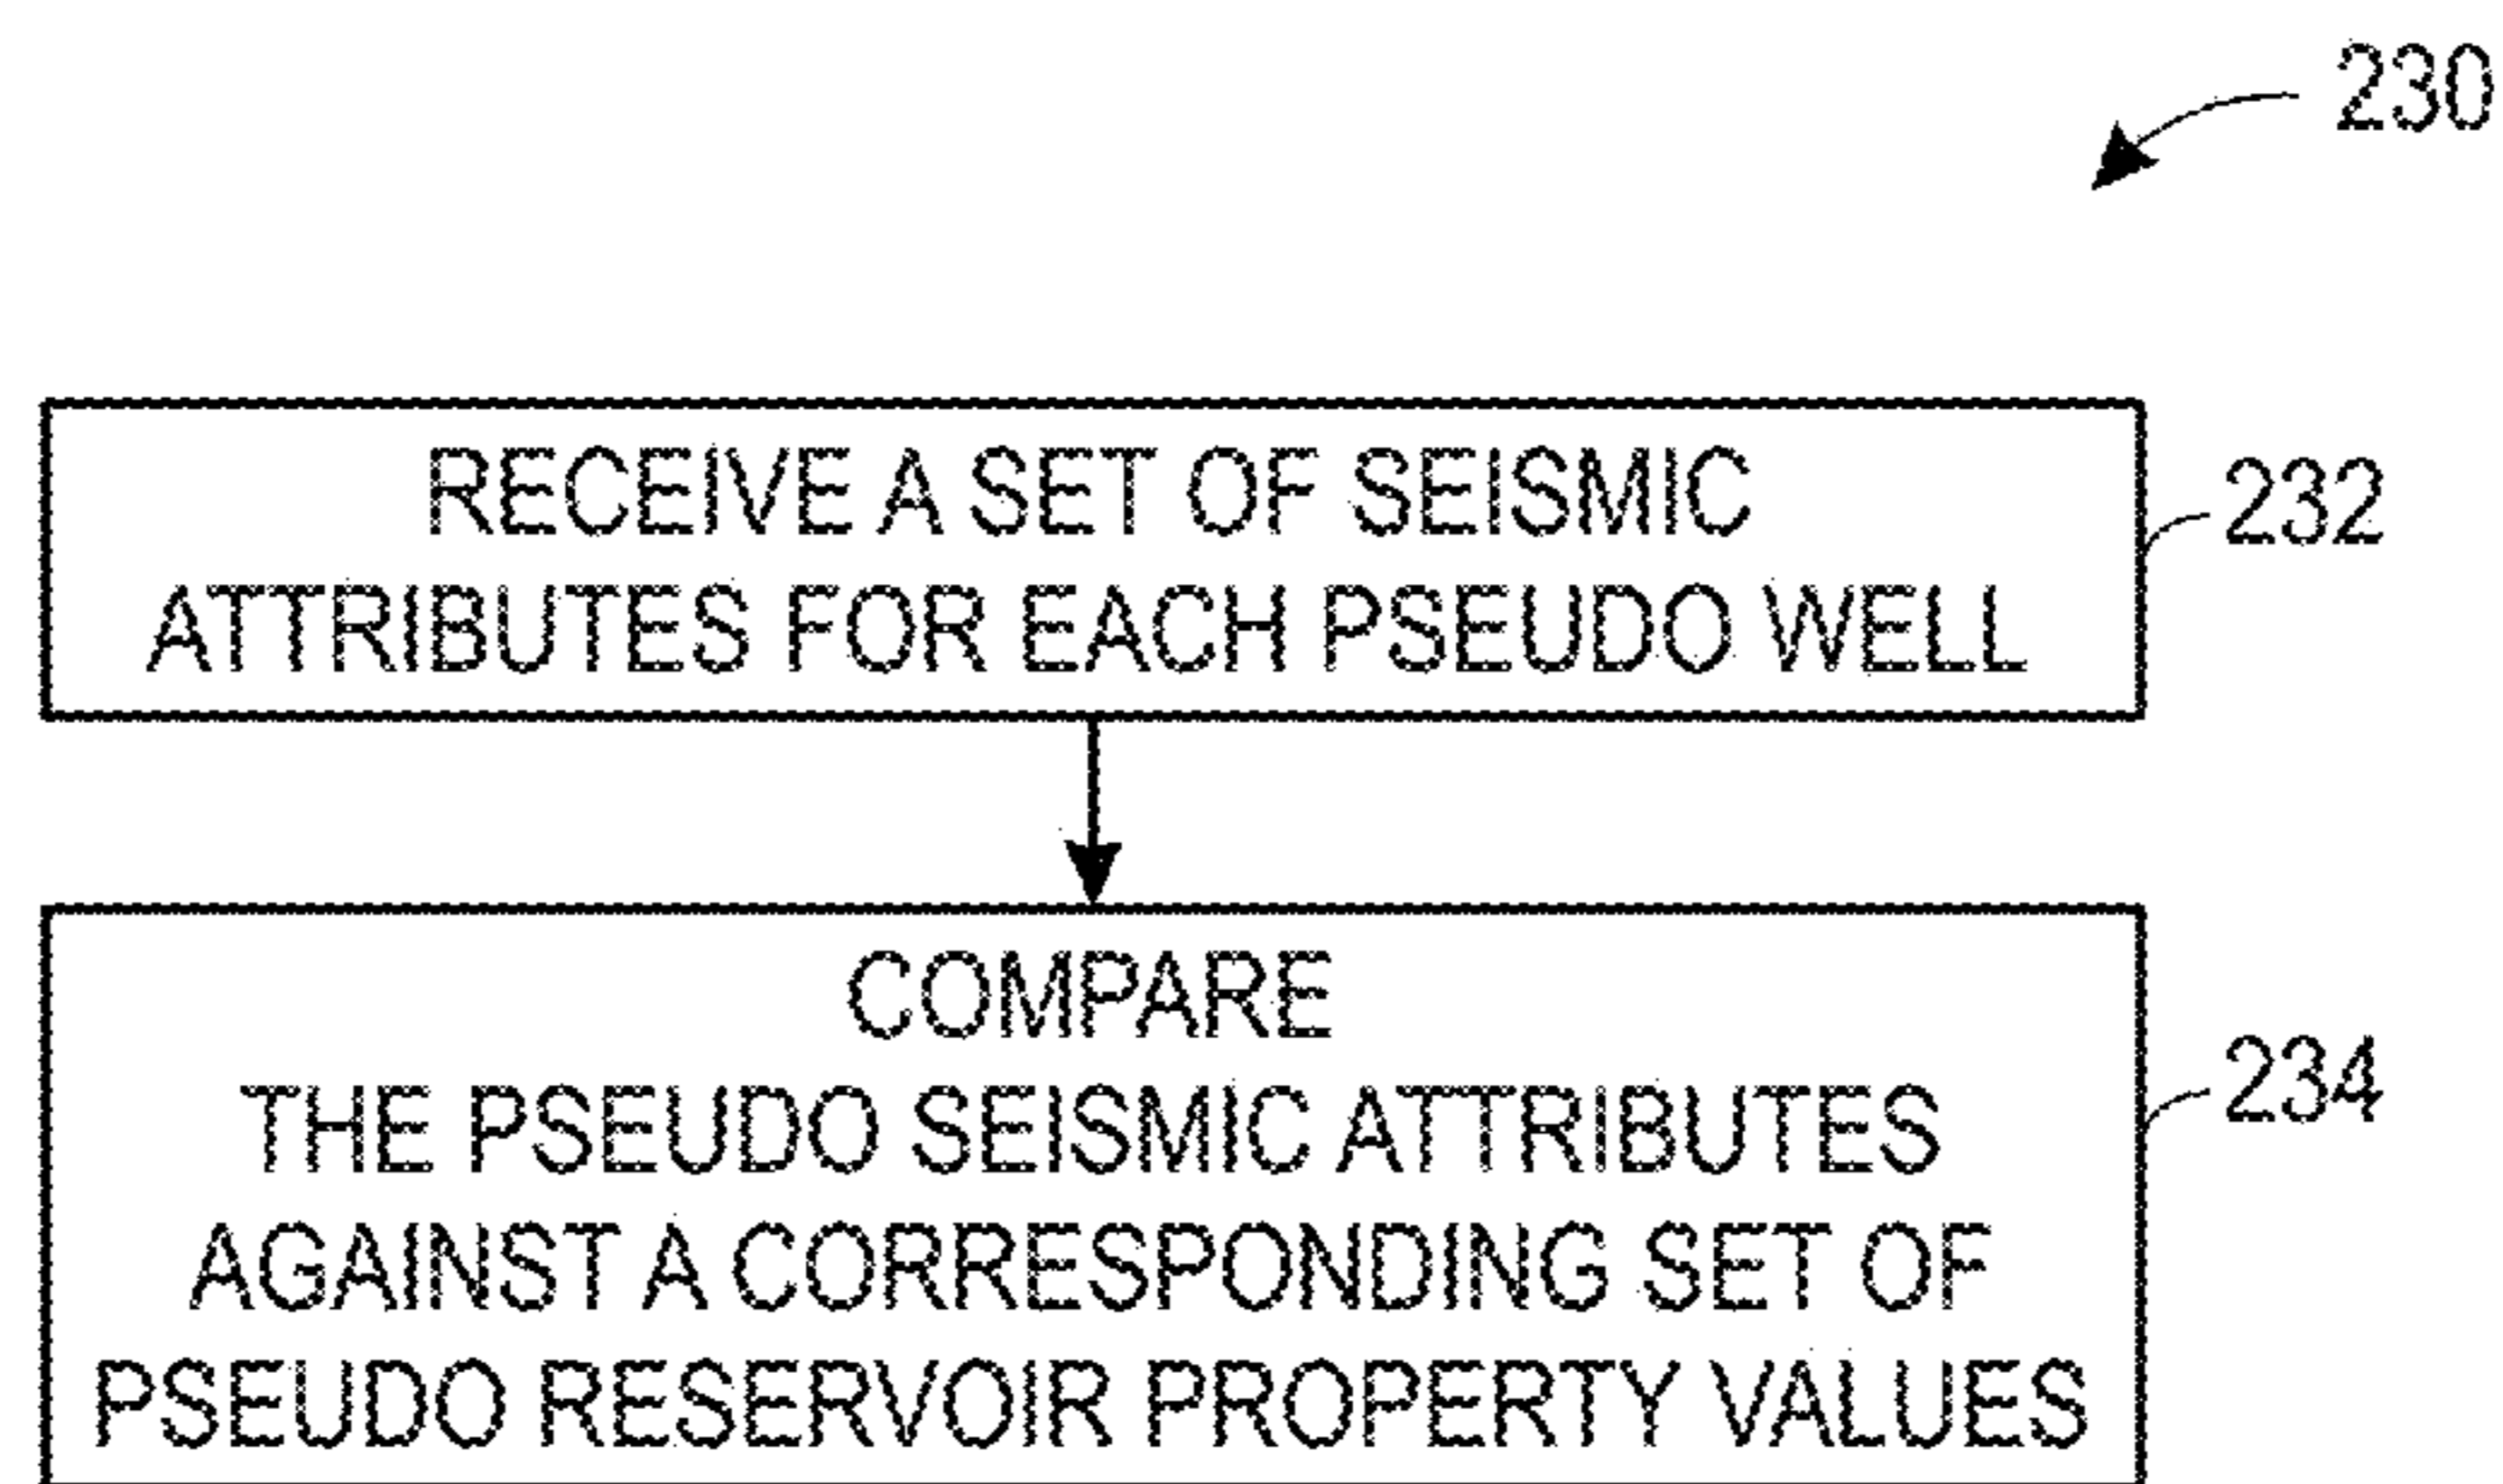 230
RECEIVE A SET OF SEISMIC
ATTRIBUTES FOR EACH PSEUDO WELL
232
COMPARE
THE PSEUDO SEISMIC ATTRIBUTES
AGAINST A CORRESPONDING SET OF
PSEUDO RESERVOIR PROPERTY VALUES
234